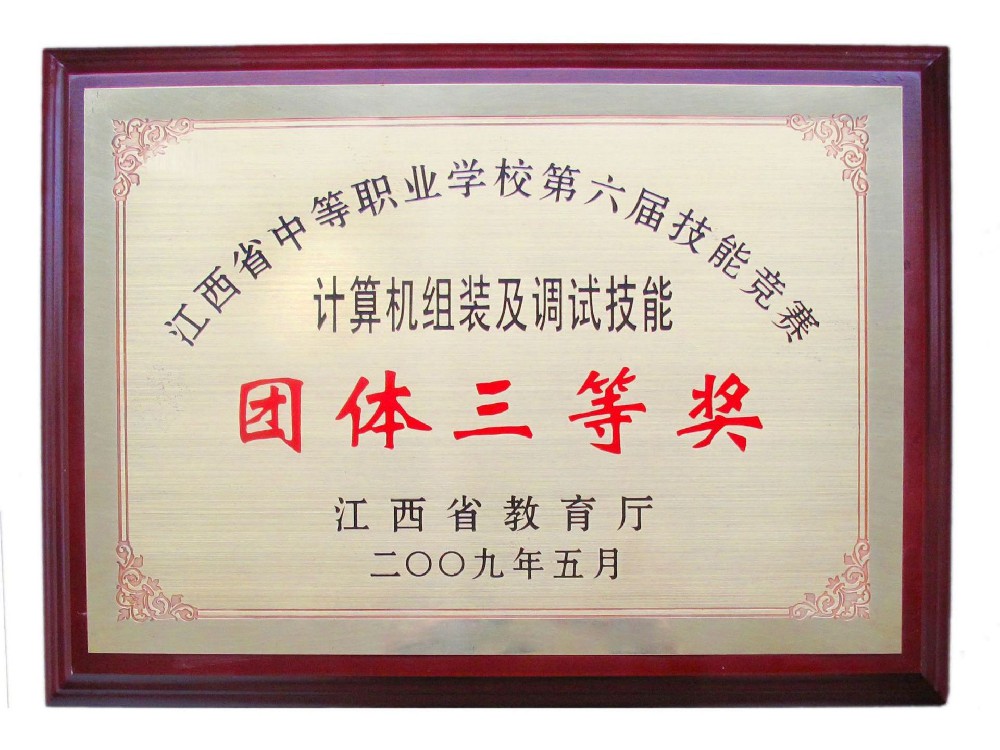 江西省中等职业学校第六届技能竞赛
计算机组装及调试技能
团体三等奖
江西省教育厅
二〇〇九年五月